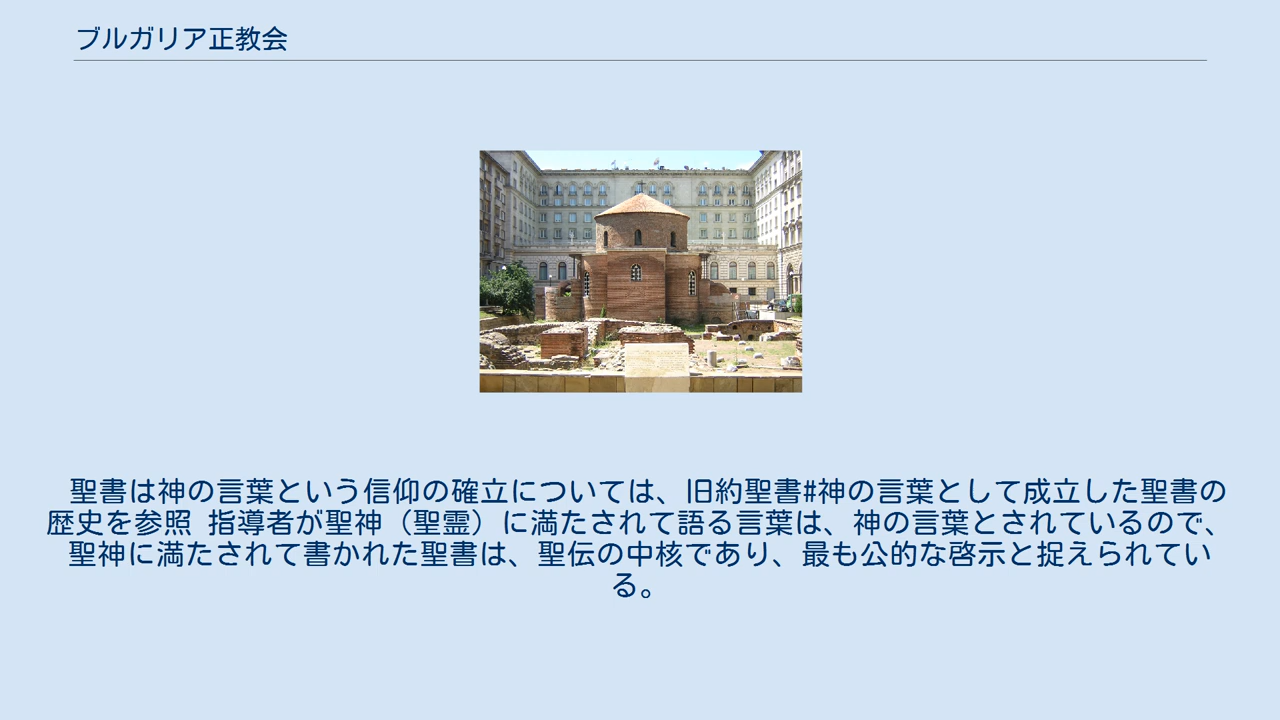 ブルガリア正教会
聖書は神の言葉という信仰の確立については、旧約聖書#神の言葉として成立した聖書の
歴史を参照 指導者が聖神（聖霊）に満たされて語る言葉は、神の言葉とされているので、
聖神に満たされて書かれた聖書は、聖伝の中核であり、最も公的な啓示と捉えられてい
る。